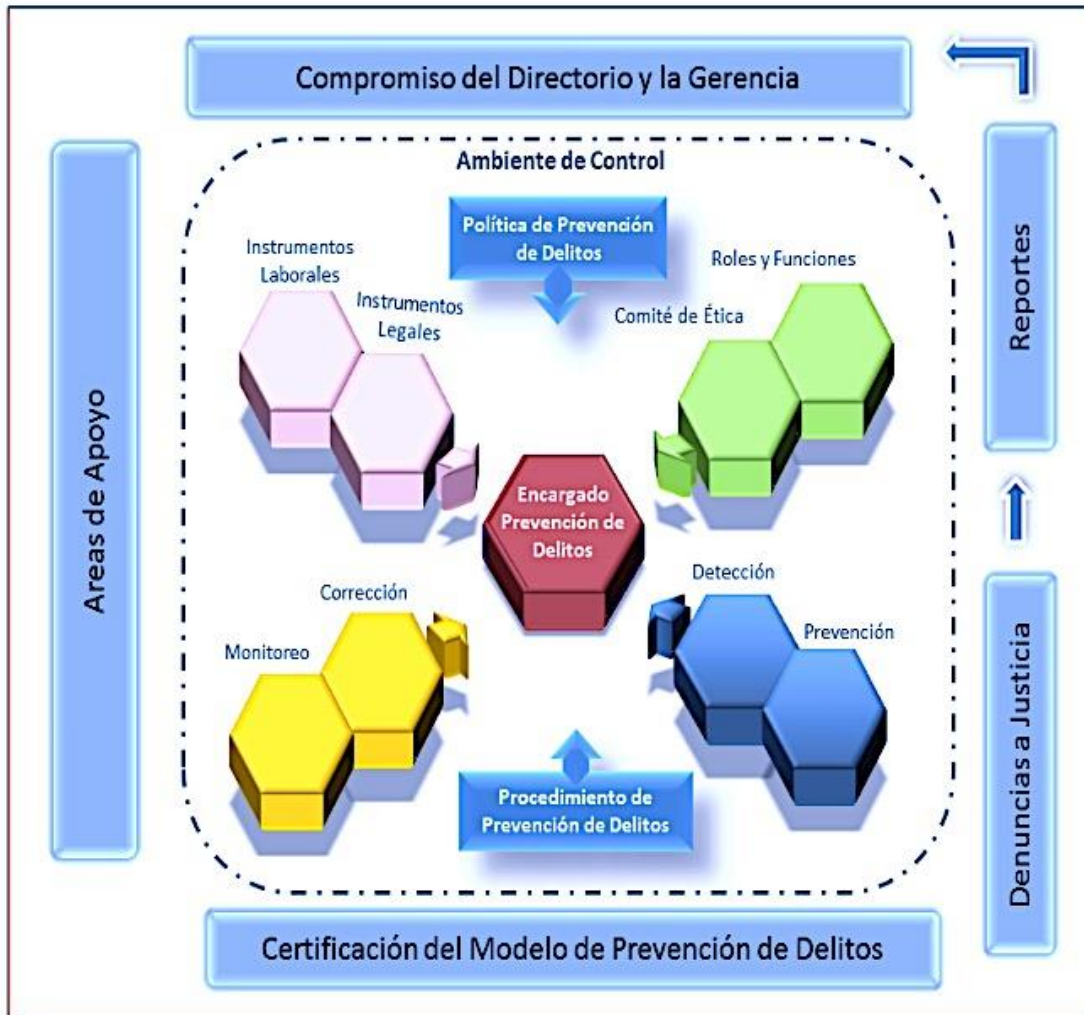 Compromiso del Directorio y la Gerencia
Ambiente de Control
Política de Prevención
de Delitos
Instrumentos
Laborales
Instrumentos
Legales
Roles y Funciones
Comité de Ética
Areas de Apoyo
Reportes
Encargado
Prevención de
Delitos
Corrección
Monitoreo
Detección
Prevención
Procedimiento de
Prevención de Delitos
Denuncias a Justicia
Certificación del Modelo de Prevención de Delitos